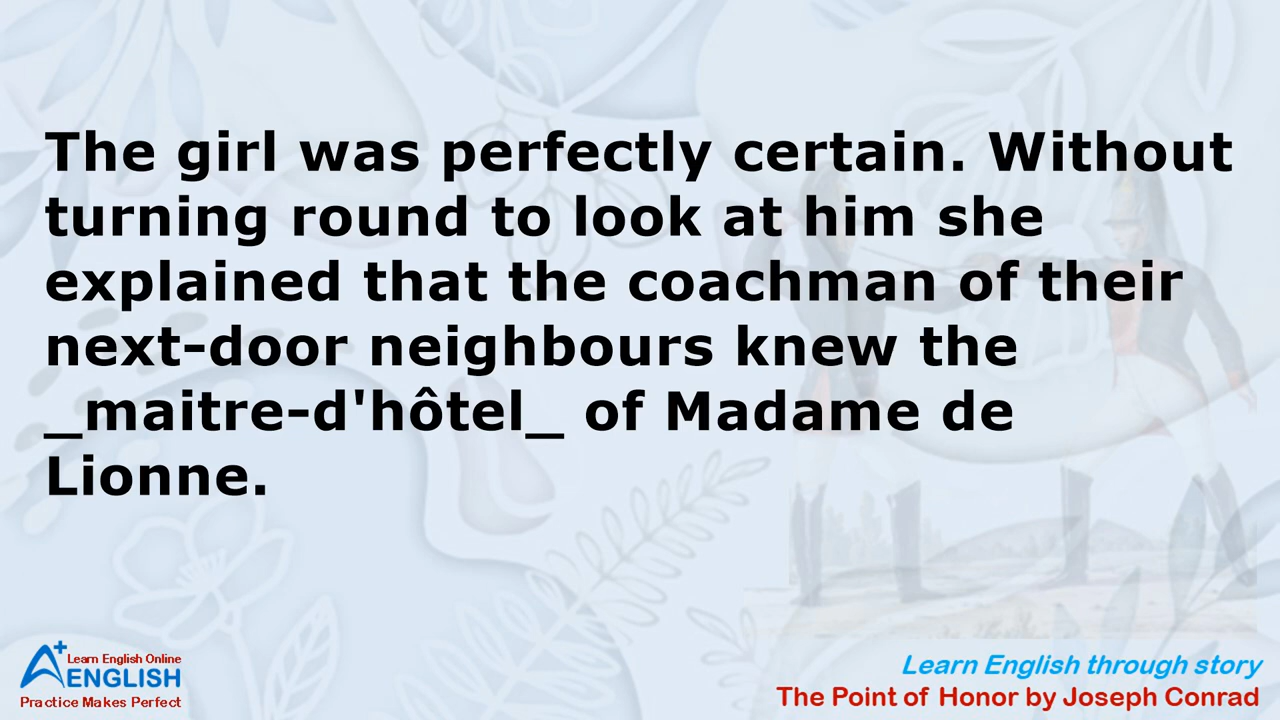 The girl was perfectly certain. Without
turning round to look at him she
explained that the coachman of their
next-door neighbours knew the
_maitre-d'hôtel_ of Madame de
Lionne.
A+ Learn English Online
ENGLISH
Practice Makes Perfect
Learn English through story
The Point of Honor by Joseph Conrad